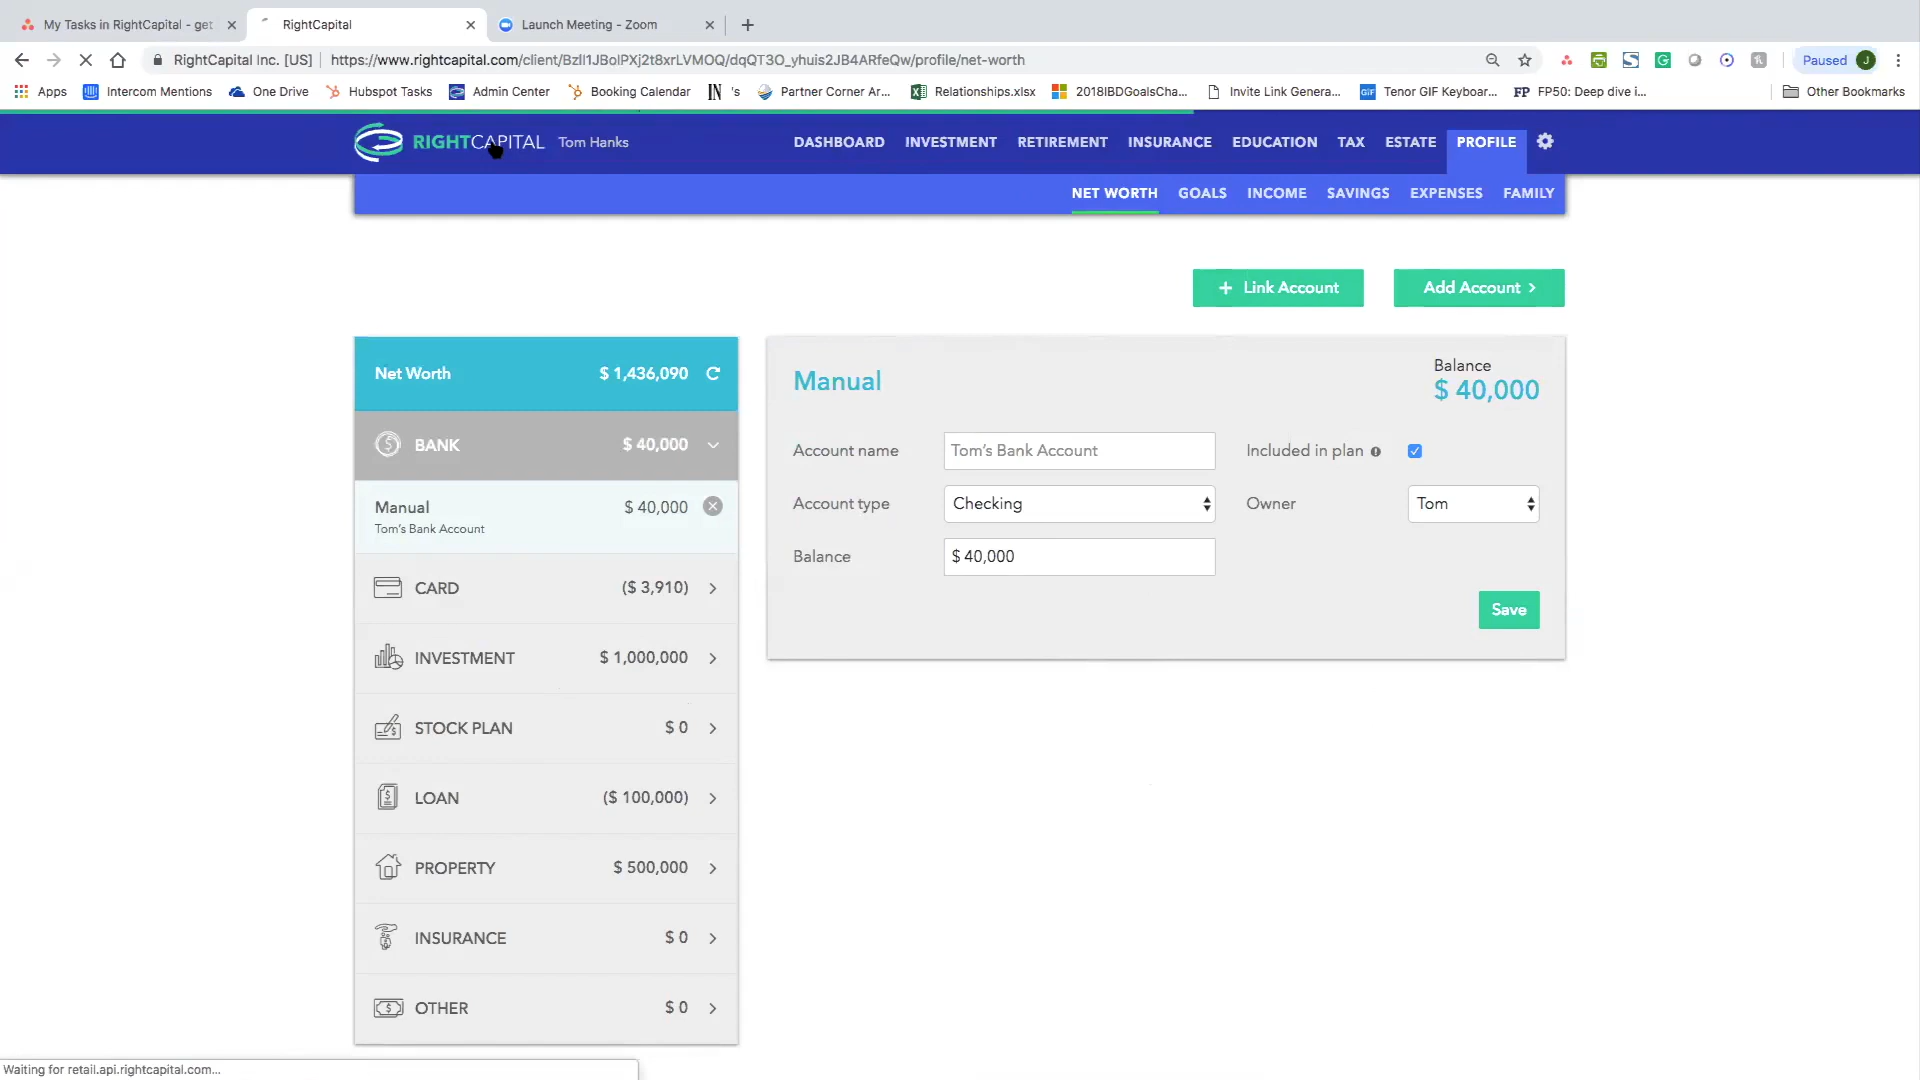 My Tasks in RightCapital - get
RightCapital
Launch Meeting - Zoom
RightCapital Inc. [US]
https://www.rightcapital.com/client/BzlI1JBolPXj2t8xrLVMOQ/dqQT3O_yhuis2JB4ARfeQw/profile/net-worth
Paused J
Apps
Intercom Mentions
One Drive
Hubspot Tasks
Admin Center
Booking Calendar
IN 's
Partner Corner Ar...
Relationships.xlsx
2018IBDGoalsCha...
Invite Link Genera...
GIF Tenor GIF Keyboar...
FP FP50: Deep dive i...
Other Bookmarks
RIGHTCAPITAL Tom Hanks
DASHBOARD INVESTMENT RETIREMENT INSURANCE EDUCATION TAX ESTATE PROFILE
NET WORTH GOALS INCOME SAVINGS EXPENSES FAMILY
+ Link Account
Add Account >
Net Worth $ 1,436,090
BANK $ 40,000
Manual $ 40,000
Tom's Bank Account
CARD ($ 3,910)
INVESTMENT $ 1,000,000
STOCK PLAN $ 0
LOAN ($ 100,000)
PROPERTY $ 500,000
INSURANCE $ 0
OTHER $ 0
Manual
Balance
$ 40,000
Account name Tom's Bank Account Included in plan
Account type Checking Owner Tom
Balance $ 40,000
Save
Waiting for retail.api.rightcapital.com...